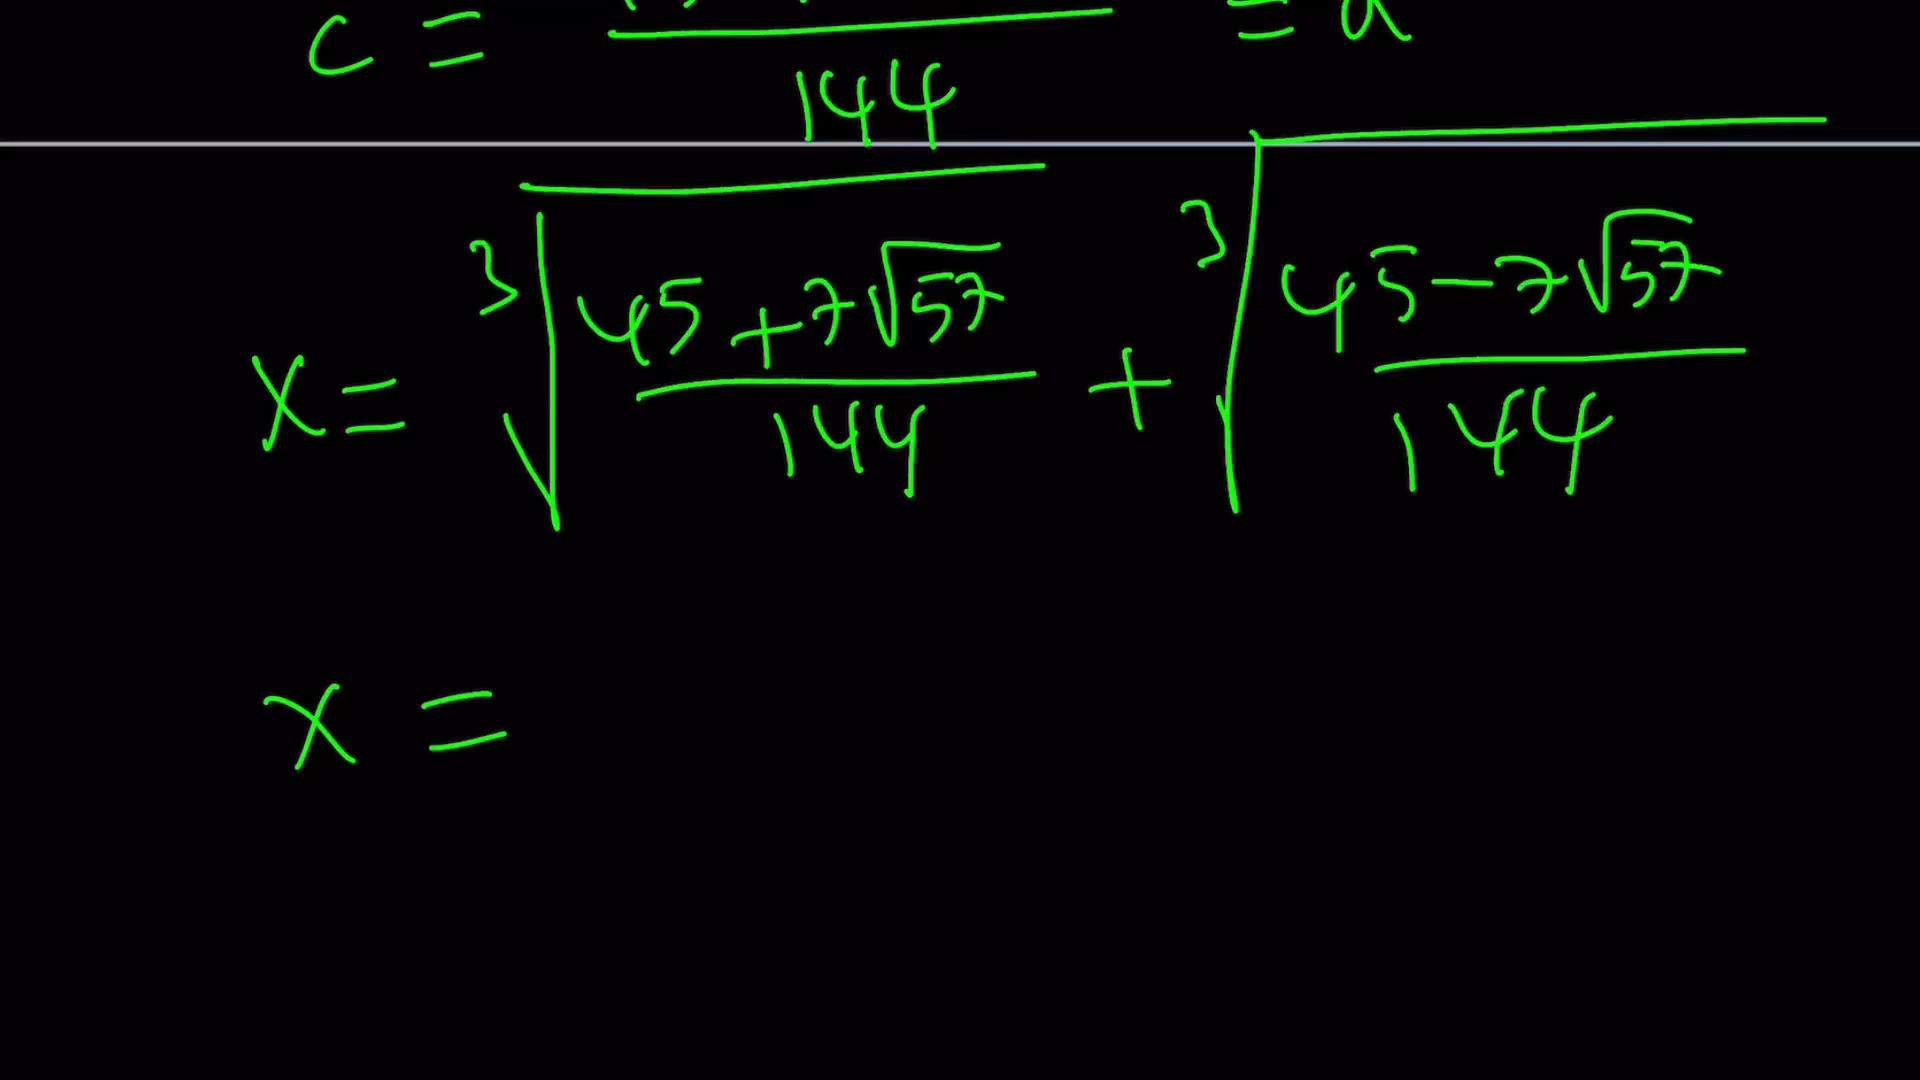 c = 144 = a
x = ∛((45 + 7√57)/144) + ∛((45 − 7√57)/144)
x =